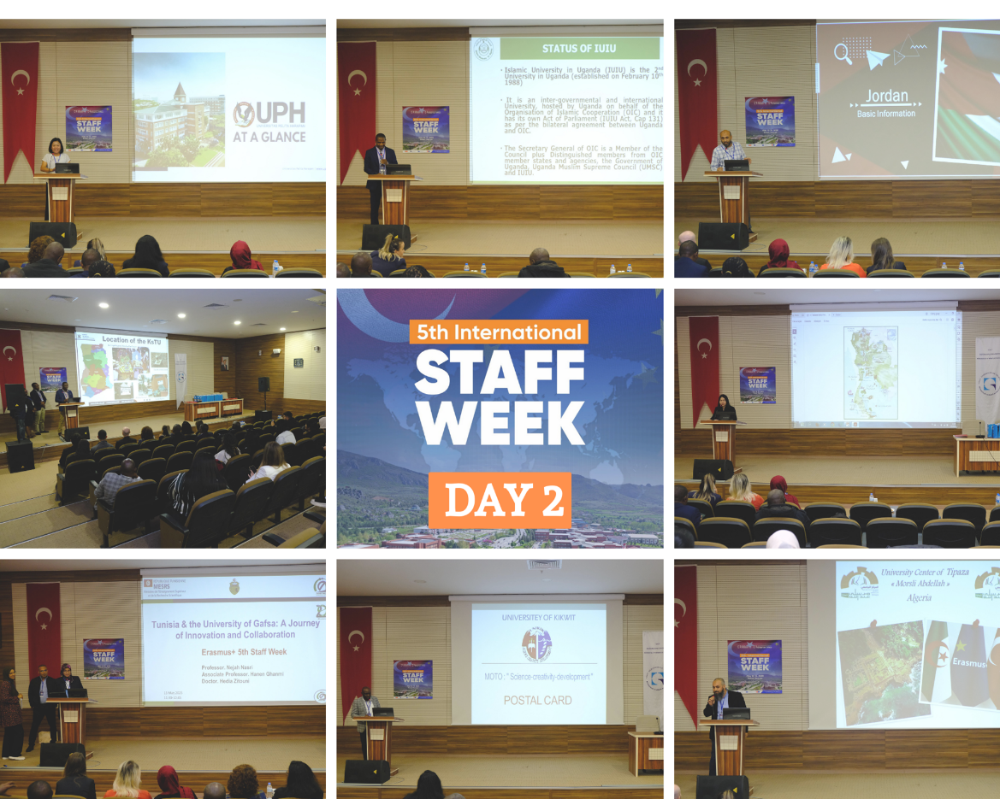 UPH
AT A GLANCE
STAFF
WEEK
STATUS OF IUIU
· Islamic University in Uganda (IUIU) is the 2nd
University in Uganda (established on February 10th
1988)
· It is an inter-governmental and international
University, hosted by Uganda on behalf of the
Organisation of Islamic Cooperation (OIC) and it
has its own Act of Parliament (IUIU Act, Cap 131)
as per the bilateral agreement between Uganda
and OIC.
· The Secretary General of OIC is a Member of the
Council plus Distinguished members from OIC
member states and agencies, the Government of
Uganda, Uganda Muslim Supreme Council (UMSC)
and IUIU.
STAFF
WEEK
Jordan
Basic Information
STAFF
WEEK
Location of the KsTU
STAFF
WEEK
5th International
STAFF
WEEK
DAY 2
STAFF
WEEK
MESRS
Tunisia & the University of Gafsa: A Journey
of Innovation and Collaboration
Erasmus+ 5th Staff Week
Professor. Nejah Nasri
Associate Professor. Hanen Ghanmi
Doctor. Hedia Zitouni
STAFF
WEEK
UNIVERSITEY OF KIKWIT
MOTO : " Science-creativity-development "
POSTAL CARD
STAFF
WEEK
University Center of Tipaza
* Morsli Abdellah *
Algeria
Erasmus+
STAFF
WEEK